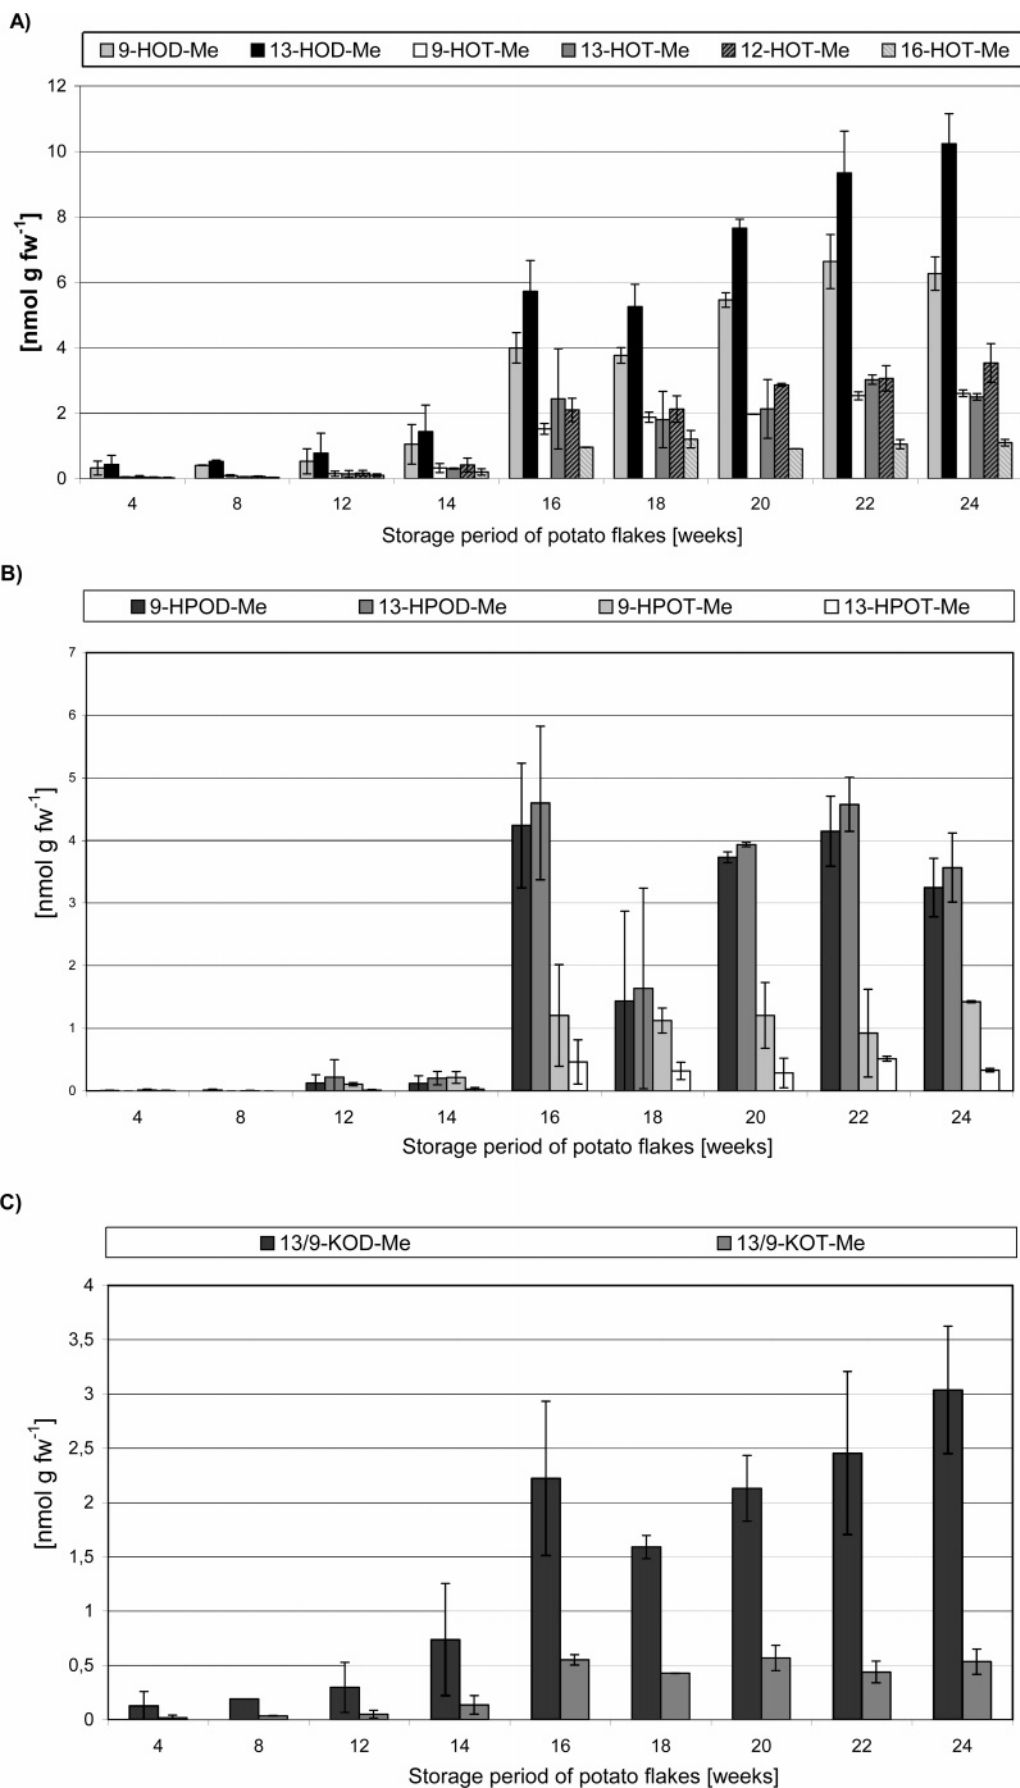 A)
9-HOD-Me 13-HOD-Me 9-HOT-Me 13-HOT-Me 12-HOT-Me 16-HOT-Me
12
10
8
6
4
2
0
[nmol g fw⁻¹]
4 8 12 14 16 18 20 22 24
Storage period of potato flakes [weeks]
B)
9-HPOD-Me 13-HPOD-Me 9-HPOT-Me 13-HPOT-Me
7
6
5
4
3
2
1
0
[nmol g fw⁻¹]
4 8 12 14 16 18 20 22 24
Storage period of potato flakes [weeks]
C)
13/9-KOD-Me 13/9-KOT-Me
4
3,5
3
2,5
2
1,5
1
0,5
0
[nmol g fw⁻¹]
4 8 12 14 16 18 20 22 24
Storage period of potato flakes [weeks]